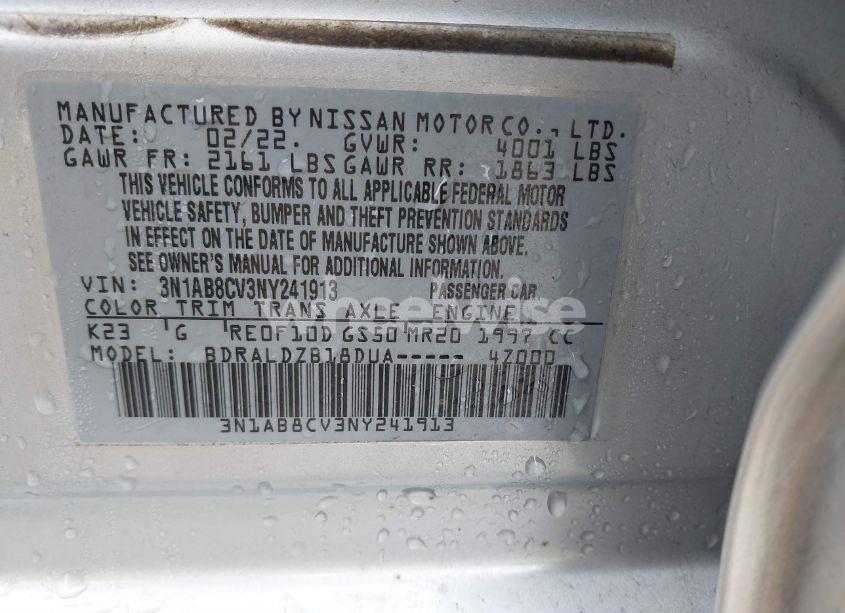 MANUFACTURED BY NISSAN MOTOR CO., LTD.
DATE: 02/22. GVWR: 4001 LBS
GAWR FR: 2161 LBS GAWR RR: 1863 LBS
THIS VEHICLE CONFORMS TO ALL APPLICABLE FEDERAL MOTOR
VEHICLE SAFETY, BUMPER AND THEFT PREVENTION STANDARDS
IN EFFECT ON THE DATE OF MANUFACTURE SHOWN ABOVE.
SEE OWNER'S MANUAL FOR ADDITIONAL INFORMATION.
VIN: 3N1AB8CV3NY241913 PASSENGER CAR
COLOR TRIM TRANS AXLE ENGINE
K23 G RE0F10D GS50 MR20 1997 CC
MODEL: BDRALDZB18DUA----- 4Z000
3N1AB8CV3NY241913